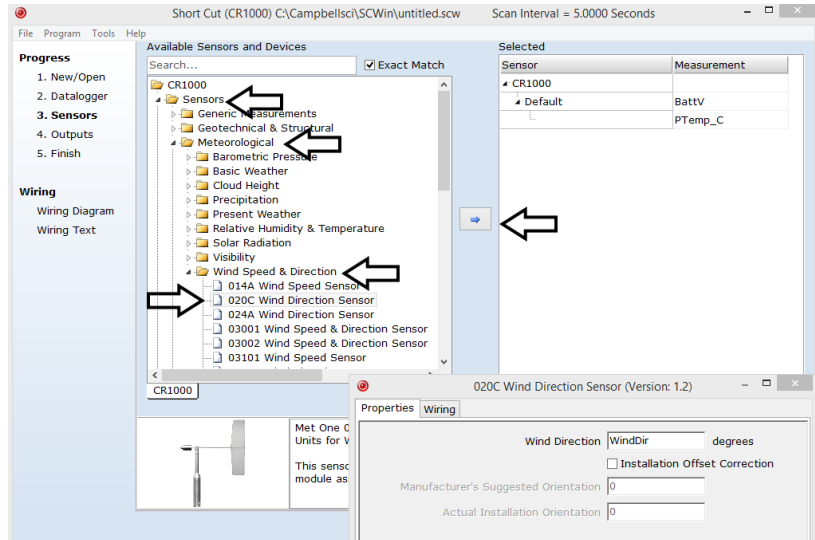 Short Cut (CR1000) C:\Campbellsci\SCWin\untitled.scw Scan Interval = 5.0000 Seconds
File Program Tools Help
Progress
1. New/Open
2. Datalogger
3. Sensors
4. Outputs
5. Finish
Wiring
Wiring Diagram
Wiring Text
Available Sensors and Devices
Search...
Exact Match
CR1000
Sensors
Generic Measurements
Geotechnical & Structural
Meteorological
Barometric Pressure
Basic Weather
Cloud Height
Precipitation
Present Weather
Relative Humidity & Temperature
Solar Radiation
Visibility
Wind Speed & Direction
014A Wind Speed Sensor
020C Wind Direction Sensor
024A Wind Direction Sensor
03001 Wind Speed & Direction Sensor
03002 Wind Speed & Direction Sensor
03101 Wind Speed Sensor
CR1000
Selected
Sensor Measurement
CR1000
Default BattV
PTemp_C
Met One 0
Units for W
This senso
module as
020C Wind Direction Sensor (Version: 1.2)
Properties Wiring
Wind Direction WindDir degrees
Installation Offset Correction
Manufacturer's Suggested Orientation 0
Actual Installation Orientation 0